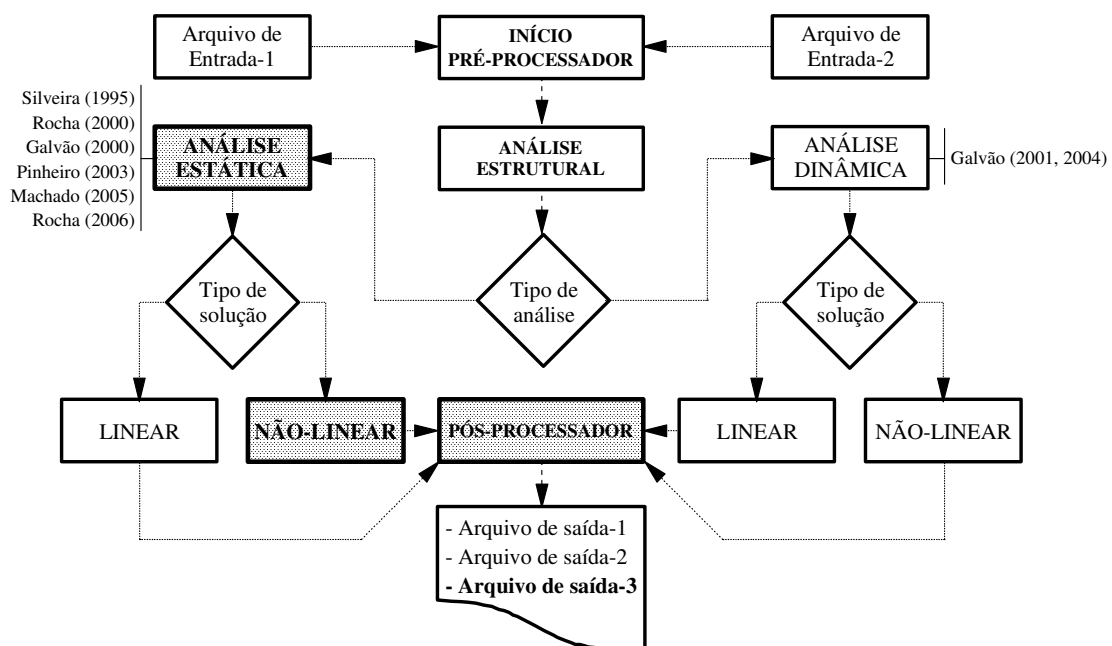 Arquivo de
Entrada-1
INÍCIO
PRÉ-PROCESSADOR
Arquivo de
Entrada-2
Silveira (1995)
Rocha (2000)
Galvão (2000)
Pinheiro (2003)
Machado (2005)
Rocha (2006)
ANÁLISE
ESTÁTICA
ANÁLISE
ESTRUTURAL
ANÁLISE
DINÂMICA
Galvão (2001, 2004)
Tipo de
solução
Tipo de
análise
Tipo de
solução
LINEAR
NÃO-LINEAR
PÓS-PROCESSADOR
LINEAR
NÃO-LINEAR
- Arquivo de saída-1
- Arquivo de saída-2
- Arquivo de saída-3